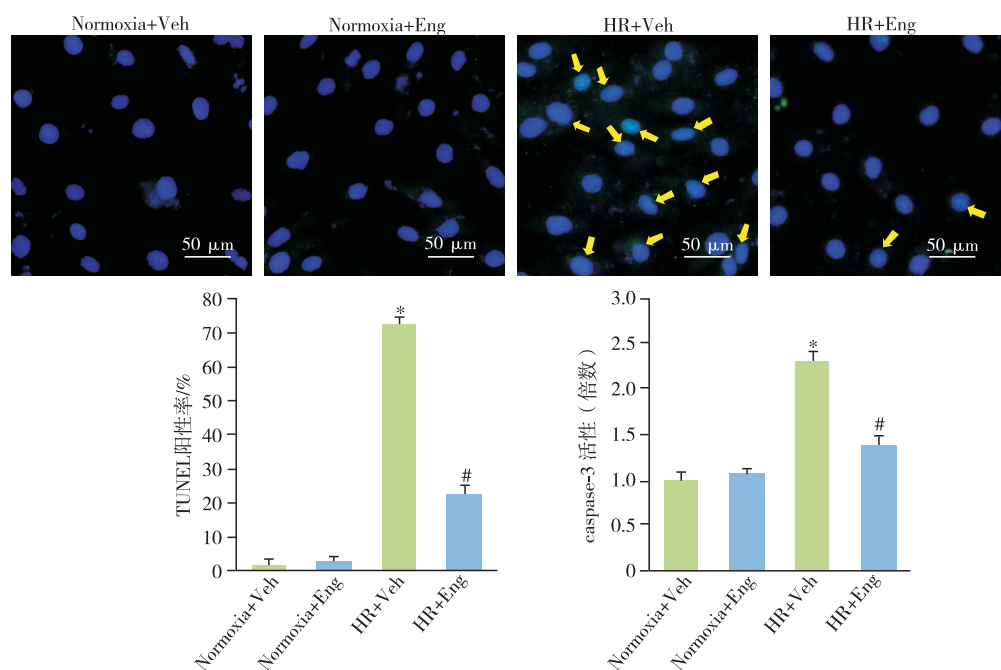 Normoxia+Veh
Normoxia+Eng
HR+Veh
HR+Eng
50 μm
50 μm
50 μm
50 μm
TUNEL阳性率/%
80
70
60
50
40
30
20
10
0
*
#
Normoxia+Veh
Normoxia+Eng
HR+Veh
HR+Eng
caspase-3 活性（倍数）
3.0
2.5
2.0
1.5
1.0
0.5
0
*
#
Normoxia+Veh
Normoxia+Eng
HR+Veh
HR+Eng